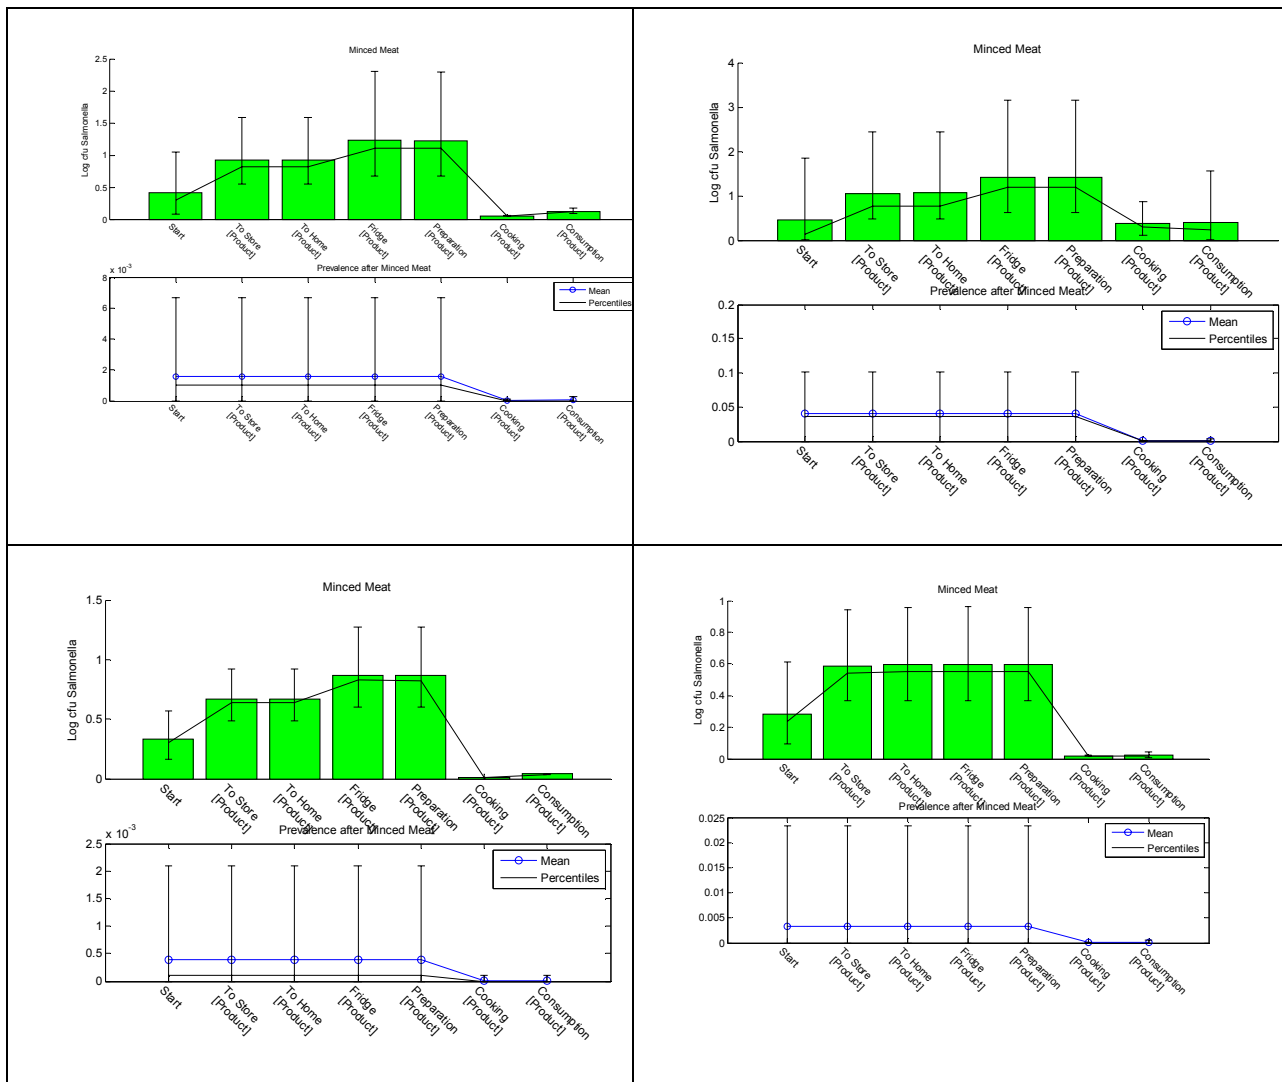 Minced Meat
2.5
2
1.5
1
0.5
0
Log cfu Salmonella
Start
To Store
[Product]
To Home
[Product]
Fridge
[Product]
Preparation
[Product]
Cooking
[Product]
Consumption
[Product]
x 10-3
Prevalence after Minced Meat
8
6
4
2
0
Mean
Percentiles
Start
To Store
[Product]
To Home
[Product]
Fridge
[Product]
Preparation
[Product]
Cooking
[Product]
Consumption
[Product]
Minced Meat
4
3
2
1
0
Log cfu Salmonella
Start
To Store
[Product]
To Home
[Product]
Fridge
[Product]
Preparation
[Product]
Cooking
[Product]
Consumption
[Product]
Prevalence after Minced Meat
0.2
0.15
0.1
0.05
0
Mean
Percentiles
Start
To Store
[Product]
To Home
[Product]
Fridge
[Product]
Preparation
[Product]
Cooking
[Product]
Consumption
[Product]
Minced Meat
1.5
1
0.5
0
Log cfu Salmonella
Start
To Store
[Product]
To Home
[Product]
Fridge
[Product]
Preparation
[Product]
Cooking
[Product]
Consumption
[Product]
x 10-3
Prevalence after Minced Meat
2.5
2
1.5
1
0.5
0
Mean
Percentiles
Start
To Store
[Product]
To Home
[Product]
Fridge
[Product]
Preparation
[Product]
Cooking
[Product]
Consumption
[Product]
Minced Meat
1
0.8
0.6
0.4
0.2
0
Log cfu Salmonella
Start
To Store
[Product]
To Home
[Product]
Fridge
[Product]
Preparation
[Product]
Cooking
[Product]
Consumption
[Product]
Prevalence after Minced Meat
0.025
0.02
0.015
0.01
0.005
0
Mean
Percentiles
Start
To Store
[Product]
To Home
[Product]
Fridge
[Product]
Preparation
[Product]
Cooking
[Product]
Consumption
[Product]